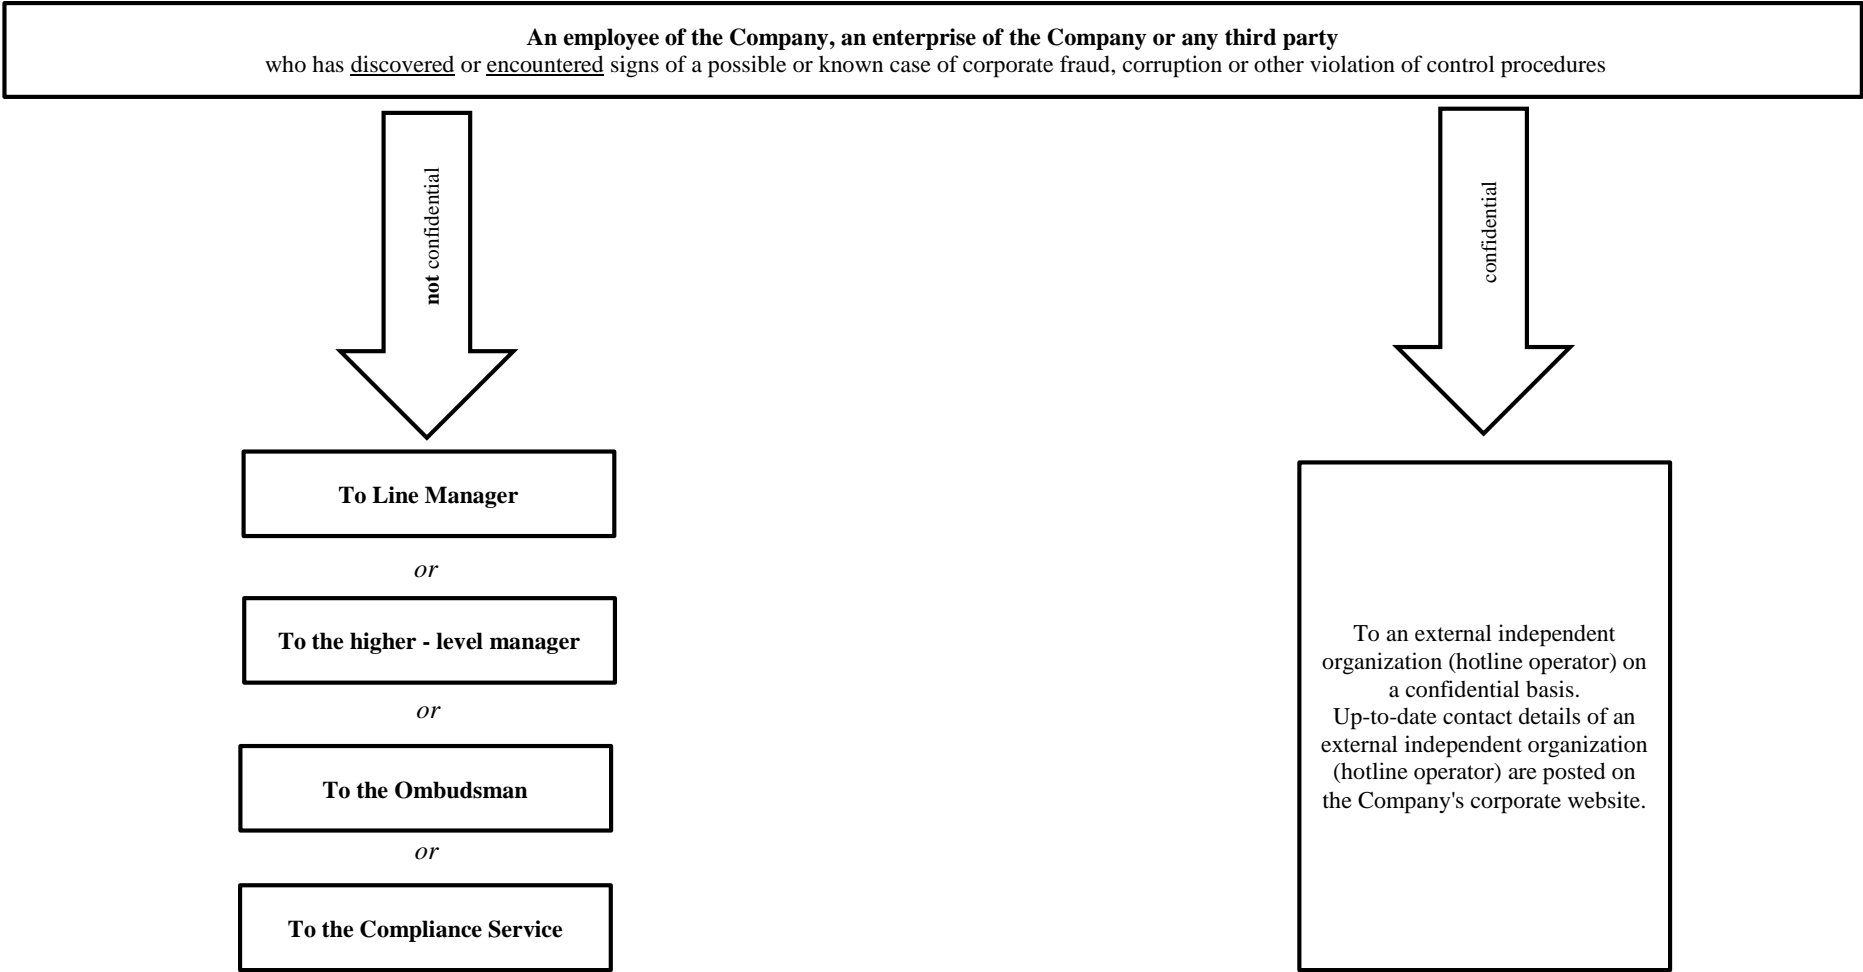 An employee of the Company, an enterprise of the Company or any third party
who has discovered or encountered signs of a possible or known case of corporate fraud, corruption or other violation of control procedures
not confidential
confidential
To Line Manager
or
To the higher - level manager
or
To the Ombudsman
or
To the Compliance Service
To an external independent
organization (hotline operator) on
a confidential basis.
Up-to-date contact details of an
external independent organization
(hotline operator) are posted on
the Company's corporate website.